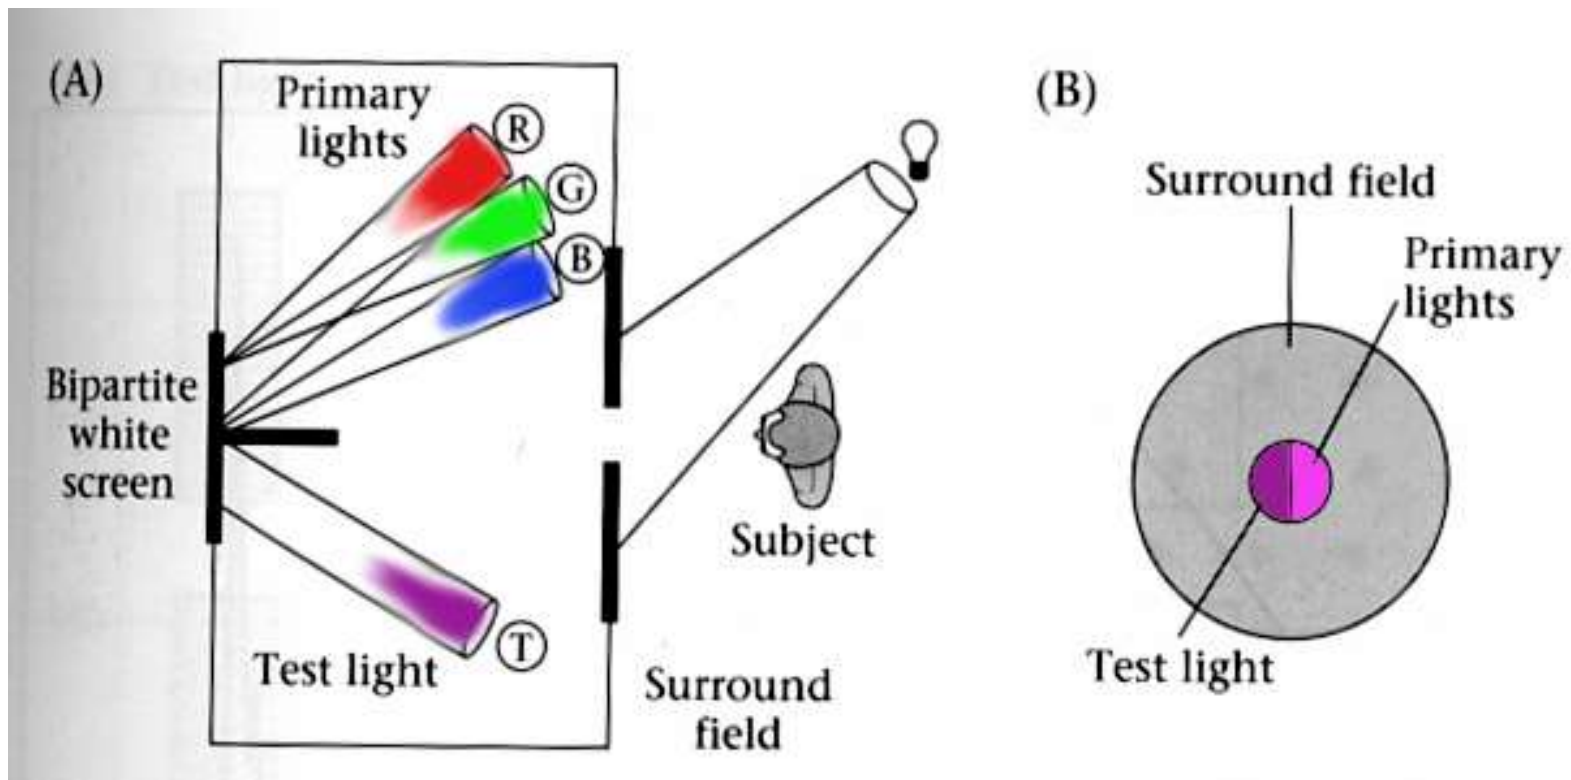 (A)
Primary
lights
R
G
B
Bipartite
white
screen
Subject
Test light
T
Surround
field
(B)
Surround field
Primary
lights
Test light